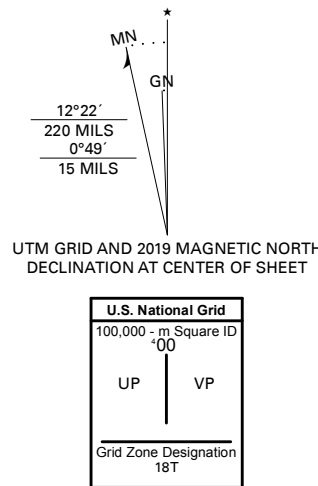 ★
MN
GN
12°22´
220 MILS
0°49´
15 MILS
UTM GRID AND 2019 MAGNETIC NORTH
DECLINATION AT CENTER OF SHEET
U.S. National Grid
100,000 - m Square ID
⁴00
UP VP
Grid Zone Designation
18T